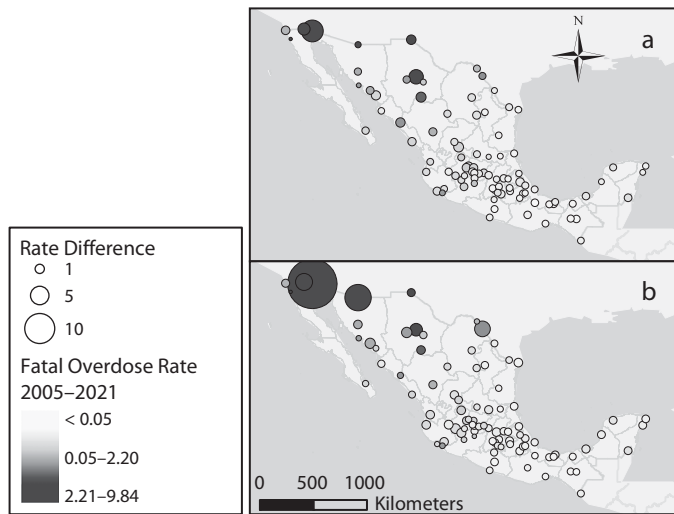 N
a
Rate Difference
1
5
10
Fatal Overdose Rate
2005–2021
< 0.05
0.05–2.20
2.21–9.84
b
0 500 1000
Kilometers